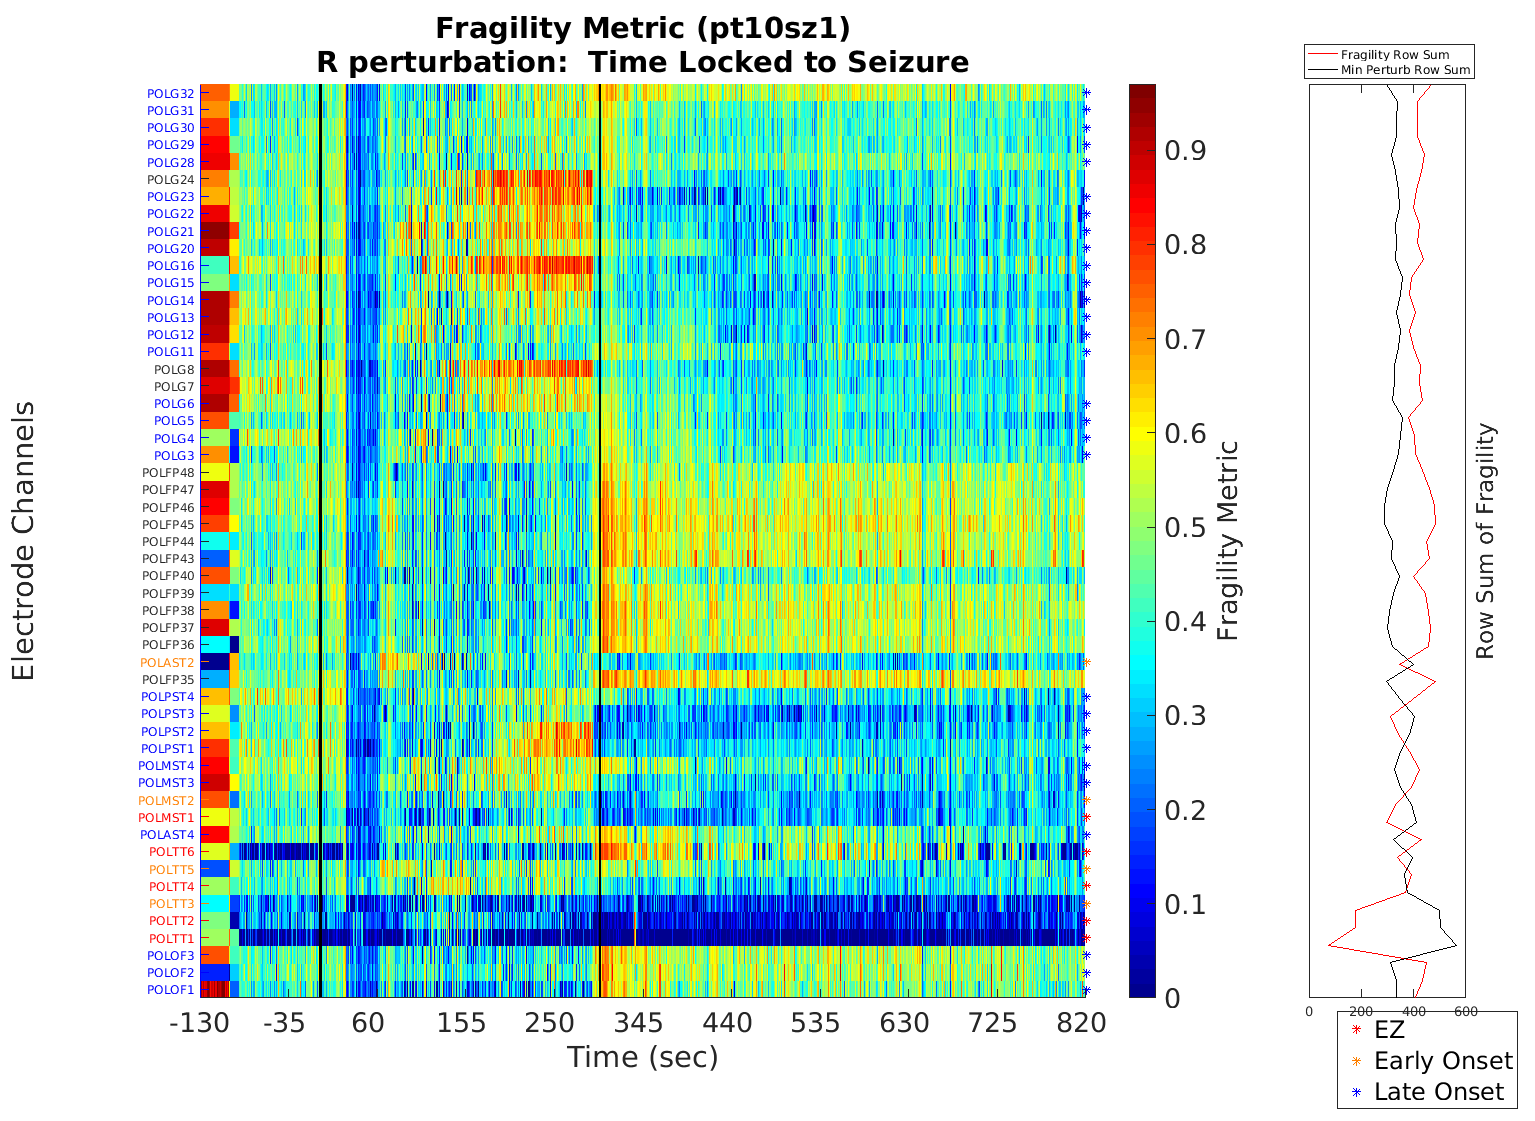 Fragility Metric (pt10sz1)
R perturbation:  Time Locked to Seizure
Fragility Row Sum
Min Perturb Row Sum
Electrode Channels
POLG32
POLG31
POLG30
POLG29
POLG28
POLG24
POLG23
POLG22
POLG21
POLG20
POLG16
POLG15
POLG14
POLG13
POLG12
POLG11
POLG8
POLG7
POLG6
POLG5
POLG4
POLG3
POLFP48
POLFP47
POLFP46
POLFP45
POLFP44
POLFP43
POLFP40
POLFP39
POLFP38
POLFP37
POLFP36
POLAST2
POLFP35
POLPST4
POLPST3
POLPST2
POLPST1
POLMST4
POLMST3
POLMST2
POLMST1
POLAST4
POLTT6
POLTT5
POLTT4
POLTT3
POLTT2
POLTT1
POLOF3
POLOF2
POLOF1
-130 -35 60 155 250 345 440 535 630 725 820
Time (sec)
0.9
0.8
0.7
0.6
0.5
0.4
0.3
0.2
0.1
0
Fragility Metric
Row Sum of Fragility
0 200 400 600
EZ
Early Onset
Late Onset